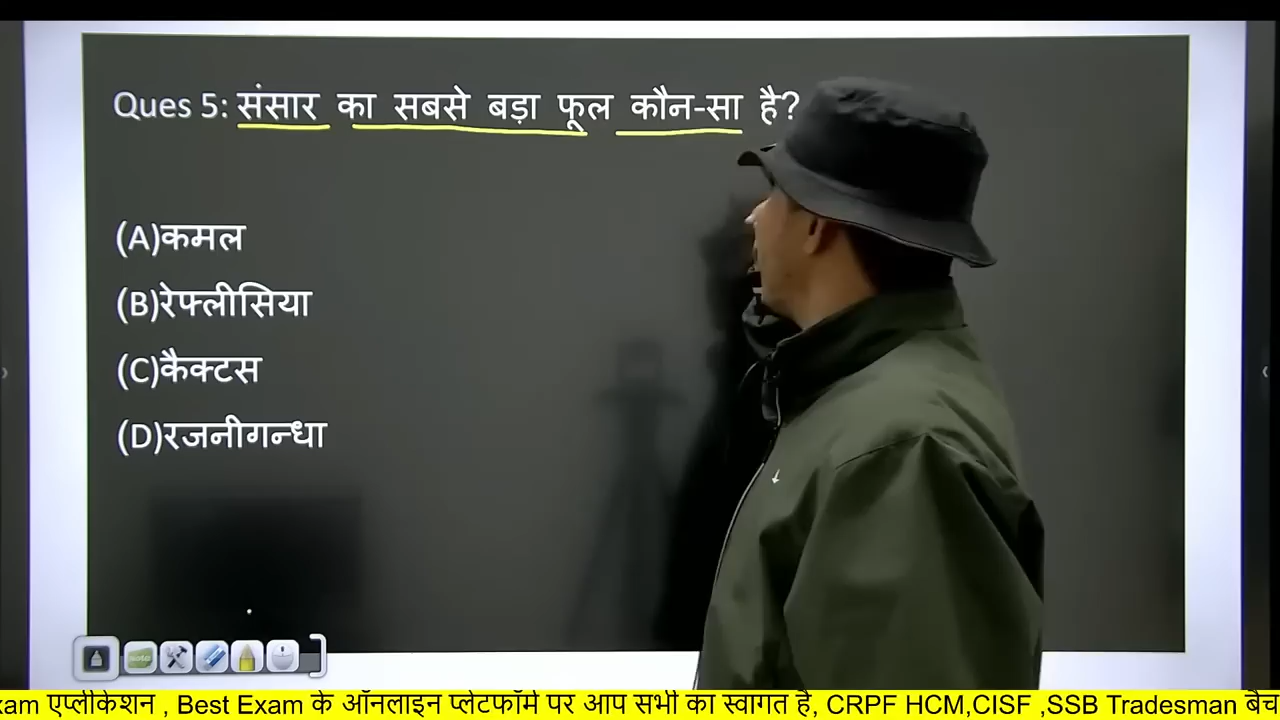 Ques 5: संसार का सबसे बड़ा फूल कौन-सा है?
(A)कमल
(B)रेफ्लीसिया
(C)कैक्टस
(D)रजनीगन्धा
xam एप्लीकेशन , Best Exam के ऑनलाइन प्लेटफॉर्म पर आप सभी का स्वागत है, CRPF HCM,CISF ,SSB Tradesman बैच